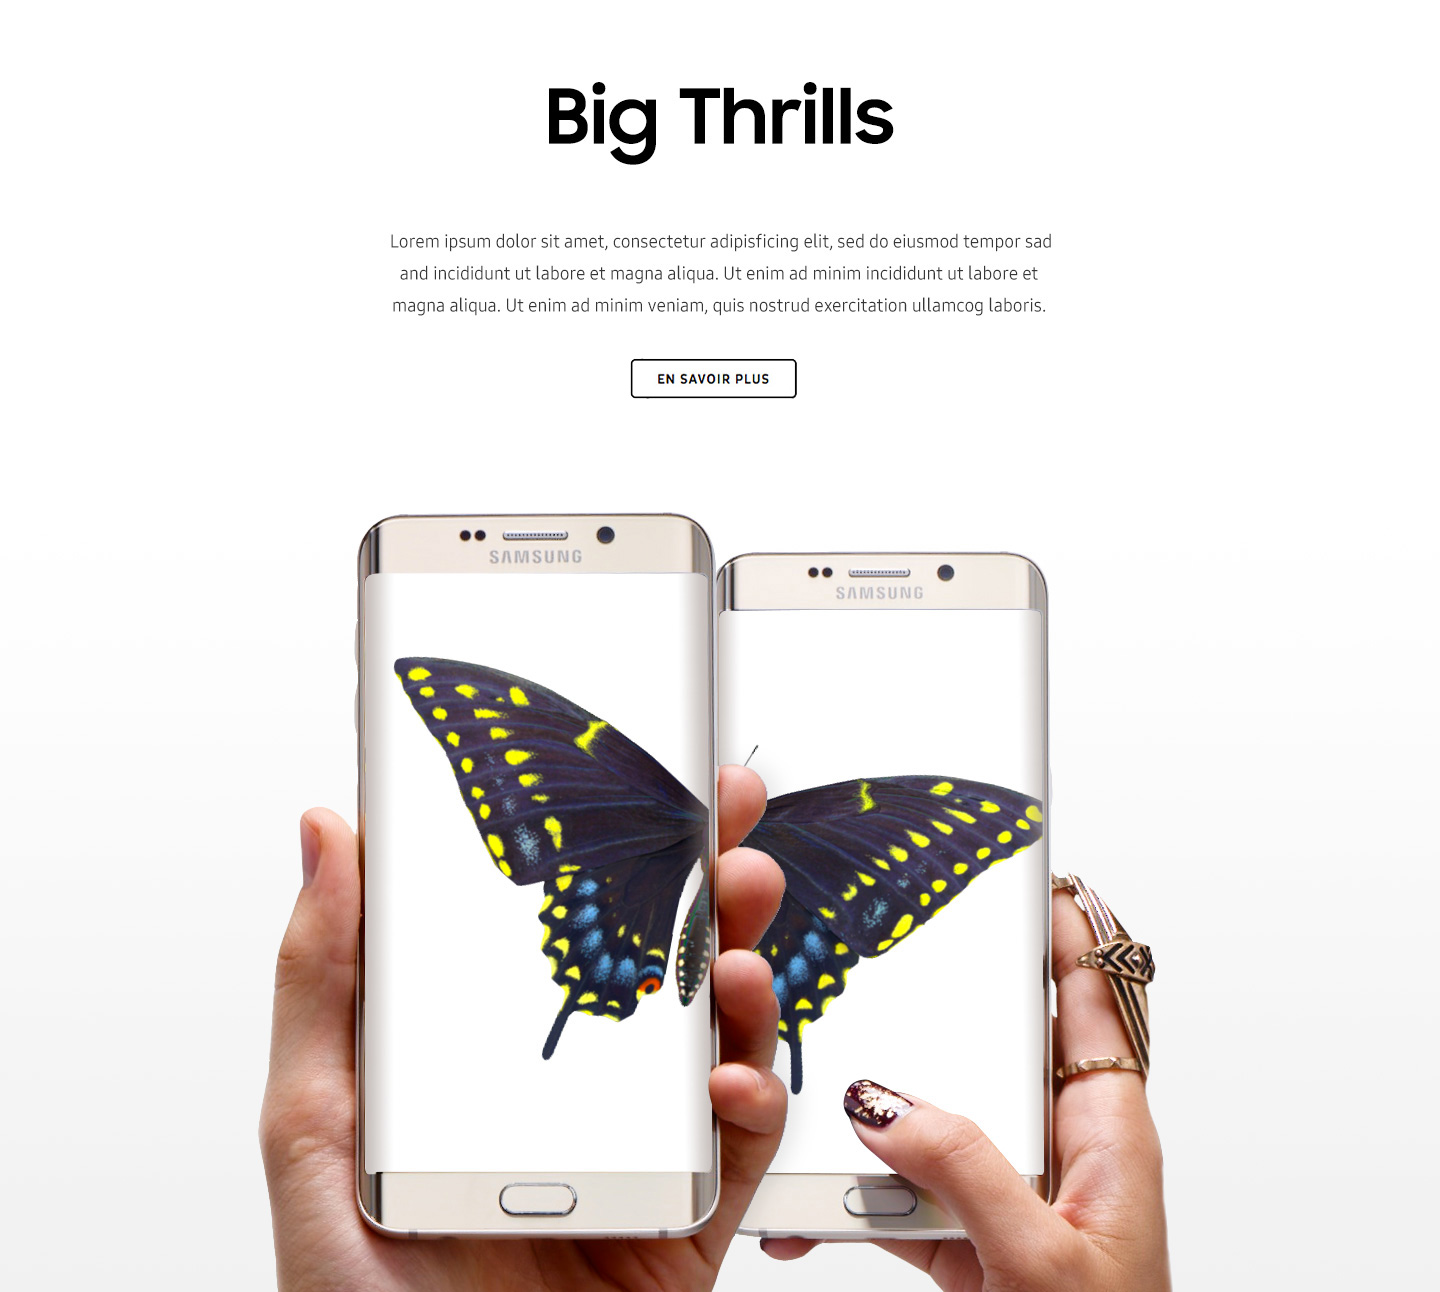 Big Thrills
Lorem ipsum dolor sit amet, consectetur adipisficing elit, sed do eiusmod tempor sad
and incididunt ut labore et magna aliqua. Ut enim ad minim incididunt ut labore et
magna aliqua. Ut enim ad minim veniam, quis nostrud exercitation ullamcog laboris.
EN SAVOIR PLUS
SAMSUNG
SAMSUNG